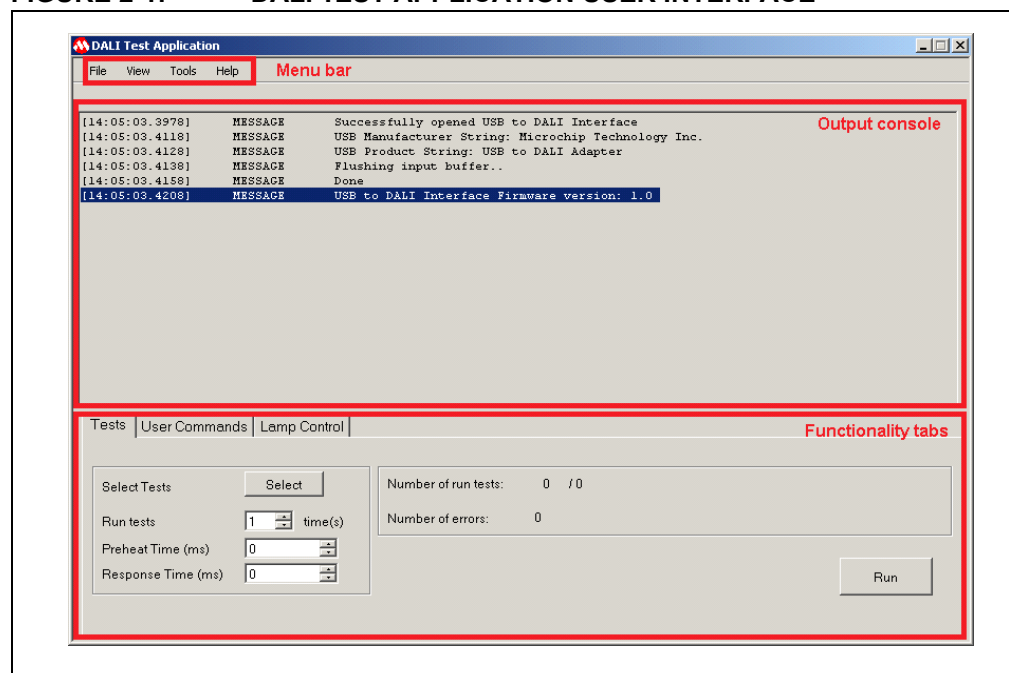 DALI TEST APPLICATION USER INTERFACE
DALI Test Application
File View Tools Help Menu bar
Output console
[14:05:03.3978] MESSAGE Successfully opened USB to DALI Interface
[14:05:03.4118] MESSAGE USB Manufacturer String: Microchip Technology Inc.
[14:05:03.4128] MESSAGE USB Product String: USB to DALI Adapter
[14:05:03.4138] MESSAGE Flushing input buffer..
[14:05:03.4158] MESSAGE Done
[14:05:03.4208] MESSAGE USB to DALI Interface Firmware version: 1.0
Tests User Commands Lamp Control
Functionality tabs
Select Tests Select
Run tests 1 time(s)
Preheat Time (ms) 0
Response Time (ms) 0
Number of run tests: 0 / 0
Number of errors: 0
Run